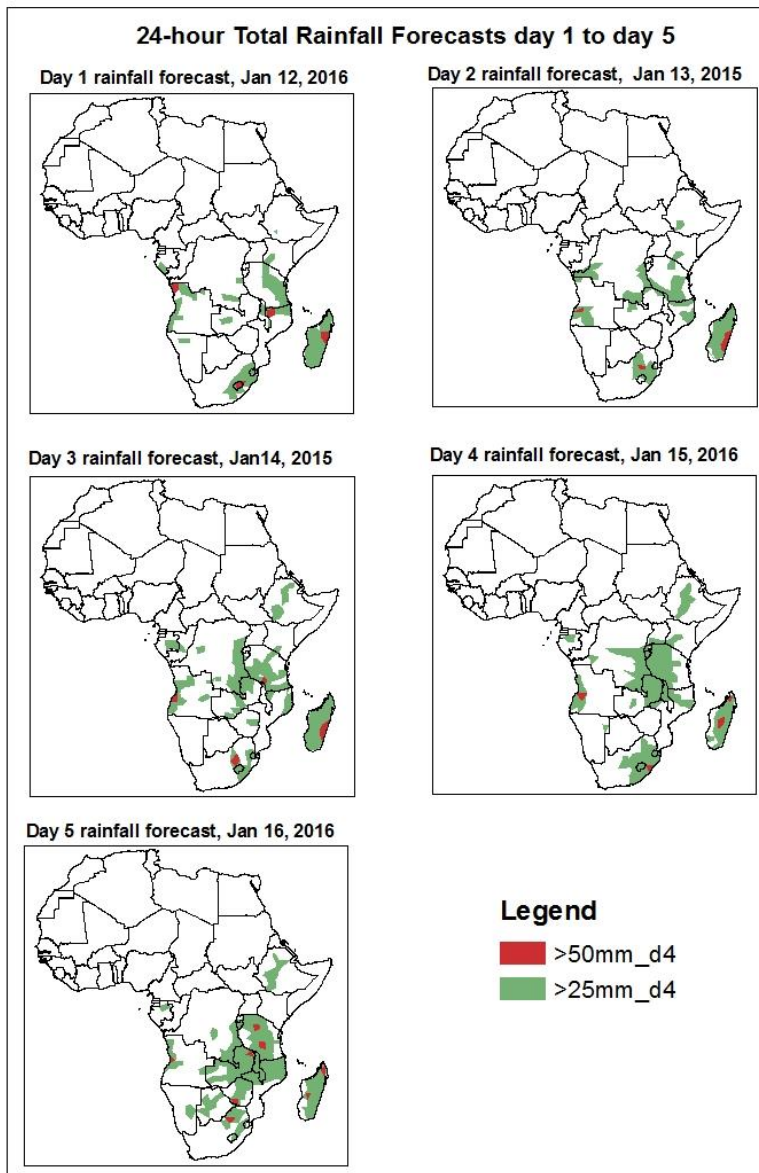 24-hour Total Rainfall Forecasts day 1 to day 5
Day 1 rainfall forecast, Jan 12, 2016
Day 2 rainfall forecast, Jan 13, 2015
Day 3 rainfall forecast, Jan14, 2015
Day 4 rainfall forecast, Jan 15, 2016
Day 5 rainfall forecast, Jan 16, 2016
Legend
>50mm_d4
>25mm_d4